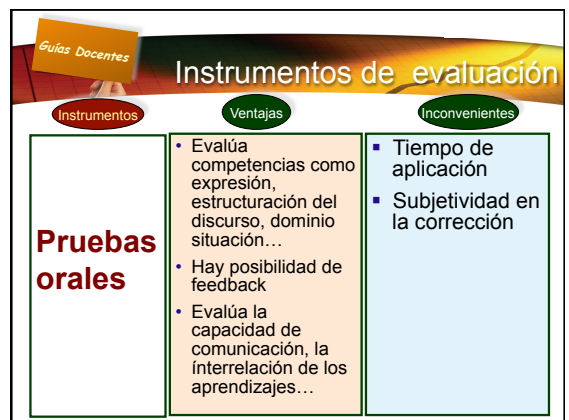 Guías Docentes
Instrumentos de evaluación
Instrumentos
Ventajas
Inconvenientes
Pruebas
orales
• Evalúa
competencias como
expresión,
estructuración del
discurso, dominio
situación…
• Hay posibilidad de
feedback
• Evalúa la
capacidad de
comunicación, la
ínterrelación de los
aprendizajes…
▪ Tiempo de
aplicación
▪ Subjetividad en
la corrección